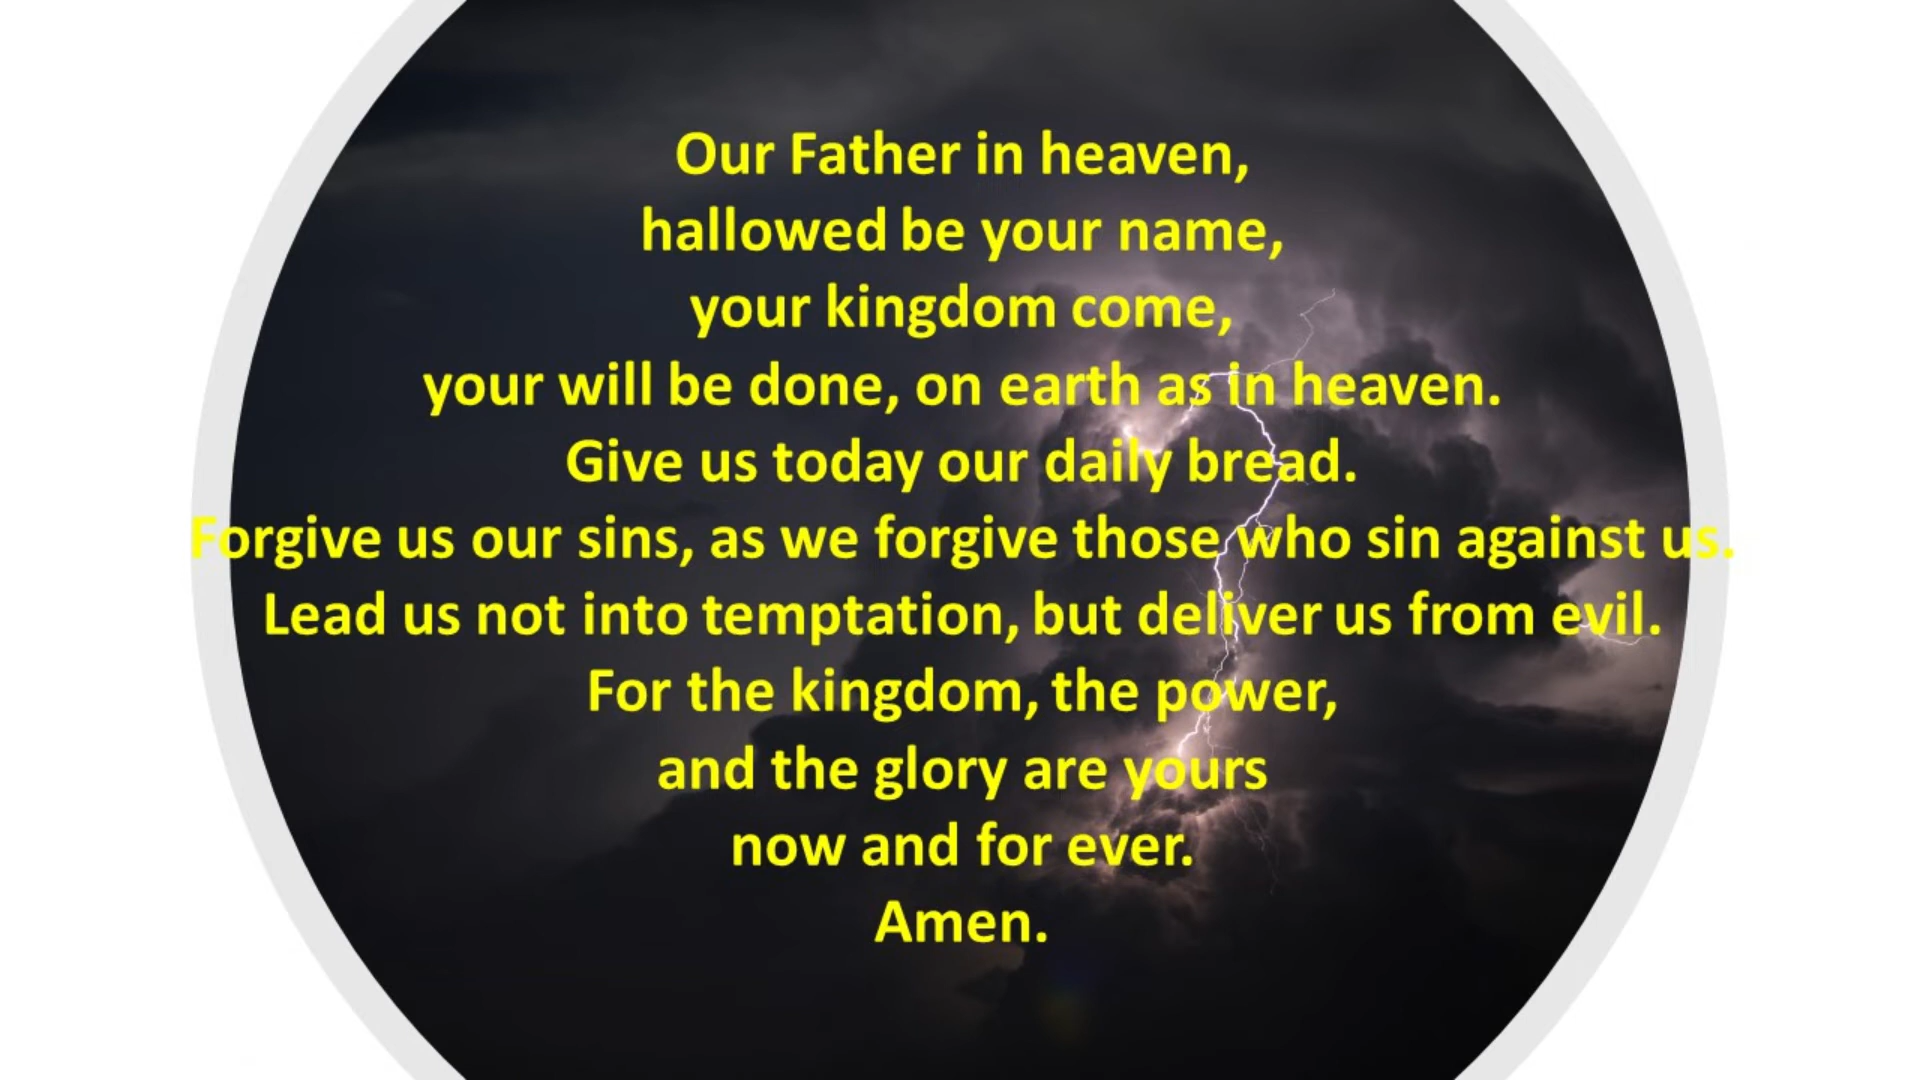 Our Father in heaven,
hallowed be your name,
your kingdom come,
your will be done, on earth as in heaven.
Give us today our daily bread.
Forgive us our sins, as we forgive those who sin against us.
Lead us not into temptation, but deliver us from evil.
For the kingdom, the power,
and the glory are yours
now and for ever.
Amen.